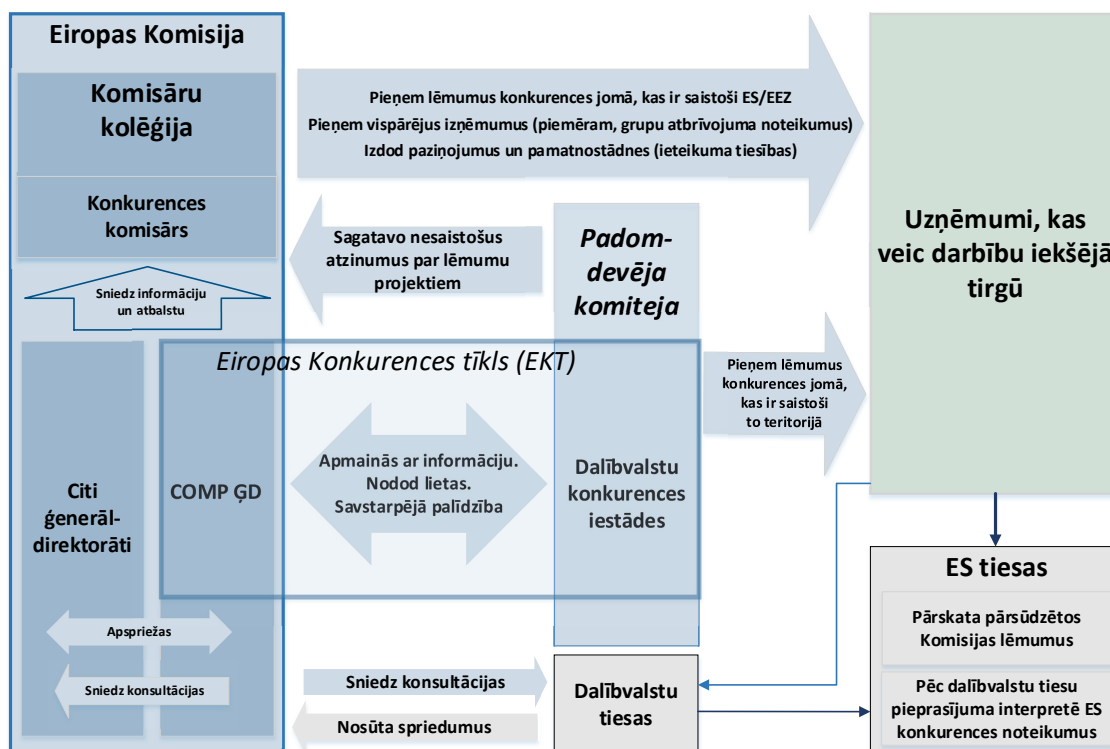 Eiropas Komisija
Komisāru
kolēģija
Konkurences
komisārs
Sniedz informāciju
un atbalstu
Pieņem lēmumus konkurences jomā, kas ir saistoši ES/EEZ
Pieņem vispārējus izņēmumus (piemēram, grupu atbrīvojuma noteikumus)
Izdod paziņojumus un pamatnostādnes (ieteikuma tiesības)
Sagatavo nesaistošus
atzinumus par lēmumu
projektiem
Padom-
devēja
komiteja
Uzņēmumi, kas
veic darbību iekšējā
tirgū
Eiropas Konkurences tīkls (EKT)
Pieņem lēmumus
konkurences jomā,
kas ir saistoši
to teritorijā
Citi
ģenerāl-
direktorāti
COMP ĢD
Apmainās ar informāciju.
Nodod lietas.
Savstarpējā palīdzība
Dalībvalstu
konkurences
iestādes
Apspriežas
Sniedz konsultācijas
Sniedz konsultācijas
Nosūta spriedumus
Dalībvalstu
tiesas
ES tiesas
Pārskata pārsūdzētos
Komisijas lēmumus
Pēc dalībvalstu tiesu
pieprasījuma interpretē ES
konkurences noteikumus